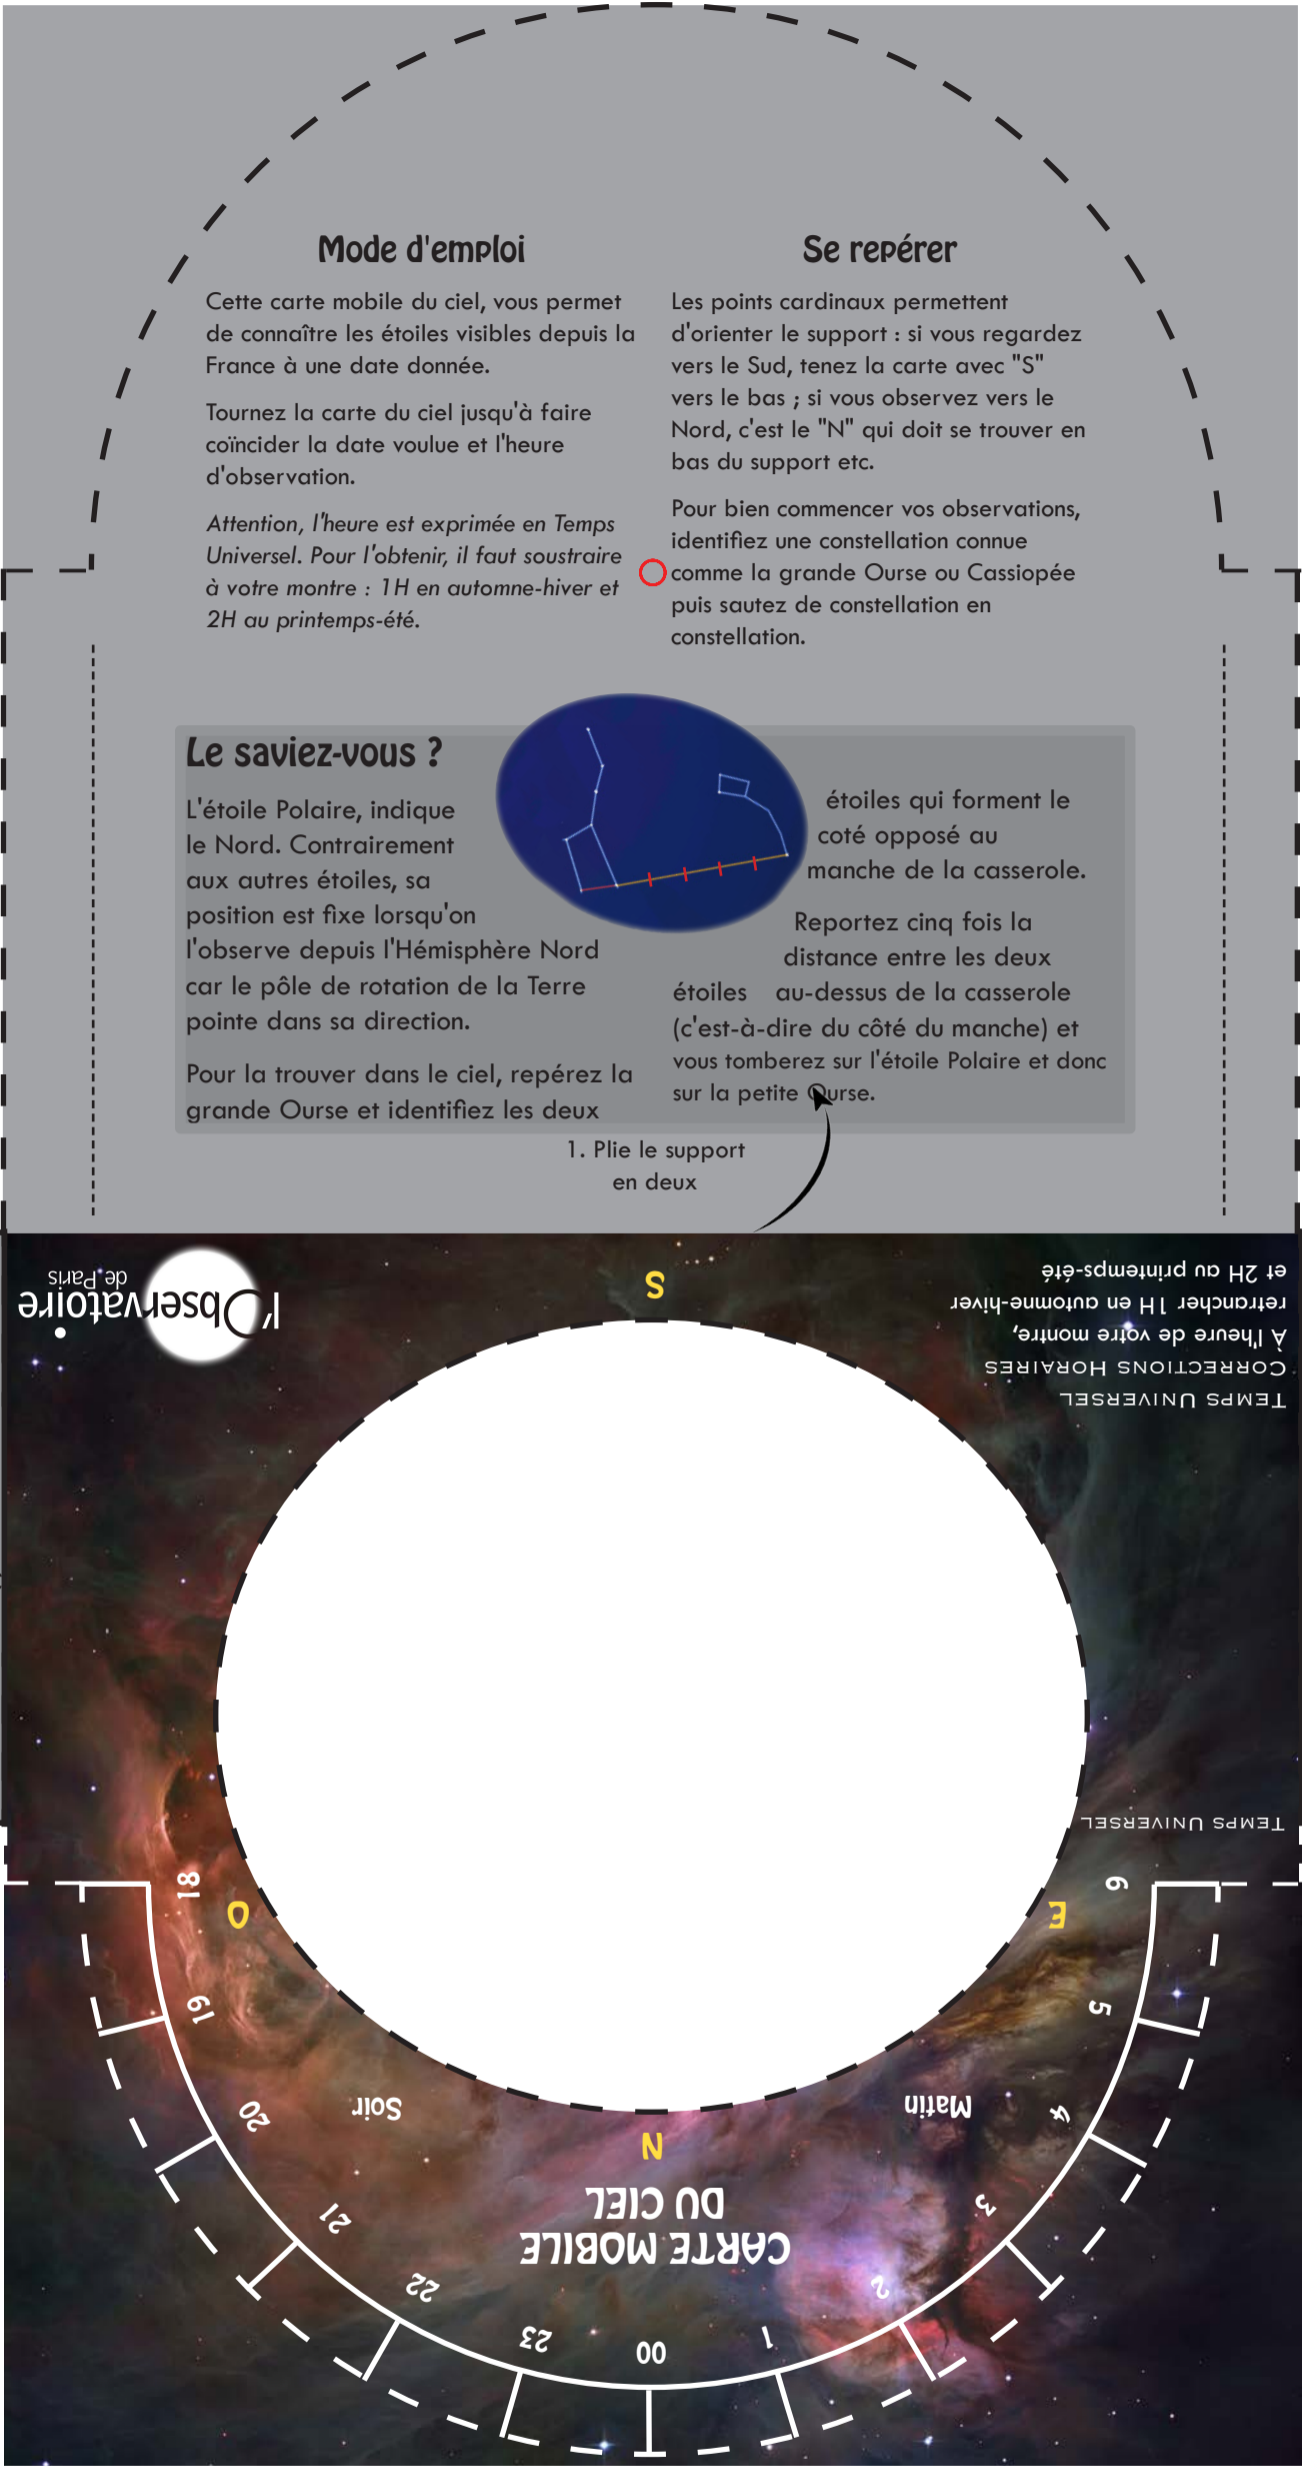 Mode d'emploi
Cette carte mobile du ciel, vous permet
de connaître les étoiles visibles depuis la
France à une date donnée.
Tournez la carte du ciel jusqu'à faire
coïncider la date voulue et l'heure
d'observation.
Attention, l'heure est exprimée en Temps
Universel. Pour l'obtenir, il faut soustraire
à votre montre : 1H en automne-hiver et
2H au printemps-été.
Se repérer
Les points cardinaux permettent
d'orienter le support : si vous regardez
vers le Sud, tenez la carte avec "S"
vers le bas ; si vous observez vers le
Nord, c'est le "N" qui doit se trouver en
bas du support etc.
Pour bien commencer vos observations,
identifiez une constellation connue
comme la grande Ourse ou Cassiopée
puis sautez de constellation en
constellation.
Le saviez-vous ?
L'étoile Polaire, indique
le Nord. Contrairement
aux autres étoiles, sa
position est fixe lorsqu'on
l'observe depuis l'Hémisphère Nord
car le pôle de rotation de la Terre
pointe dans sa direction.
Pour la trouver dans le ciel, repérez la
grande Ourse et identifiez les deux
étoiles qui forment le
coté opposé au
manche de la casserole.
Reportez cinq fois la
distance entre les deux
étoiles au-dessus de la casserole
(c'est-à-dire du côté du manche) et
vous tomberez sur l'étoile Polaire et donc
sur la petite Ourse.
1. Plie le support
en deux
CARTE MOBILE
DU CIEL
N
Matin
Soir
6
5
4
3
2
1
00
23
22
21
20
19
18
E
O
S
TEMPS UNIVERSEL
TEMPS UNIVERSEL
CORRECTIONS HORAIRES
À l'heure de votre montre,
retrancher 1H en automne-hiver
et 2H au printemps-été
l'Observatoire
de Paris